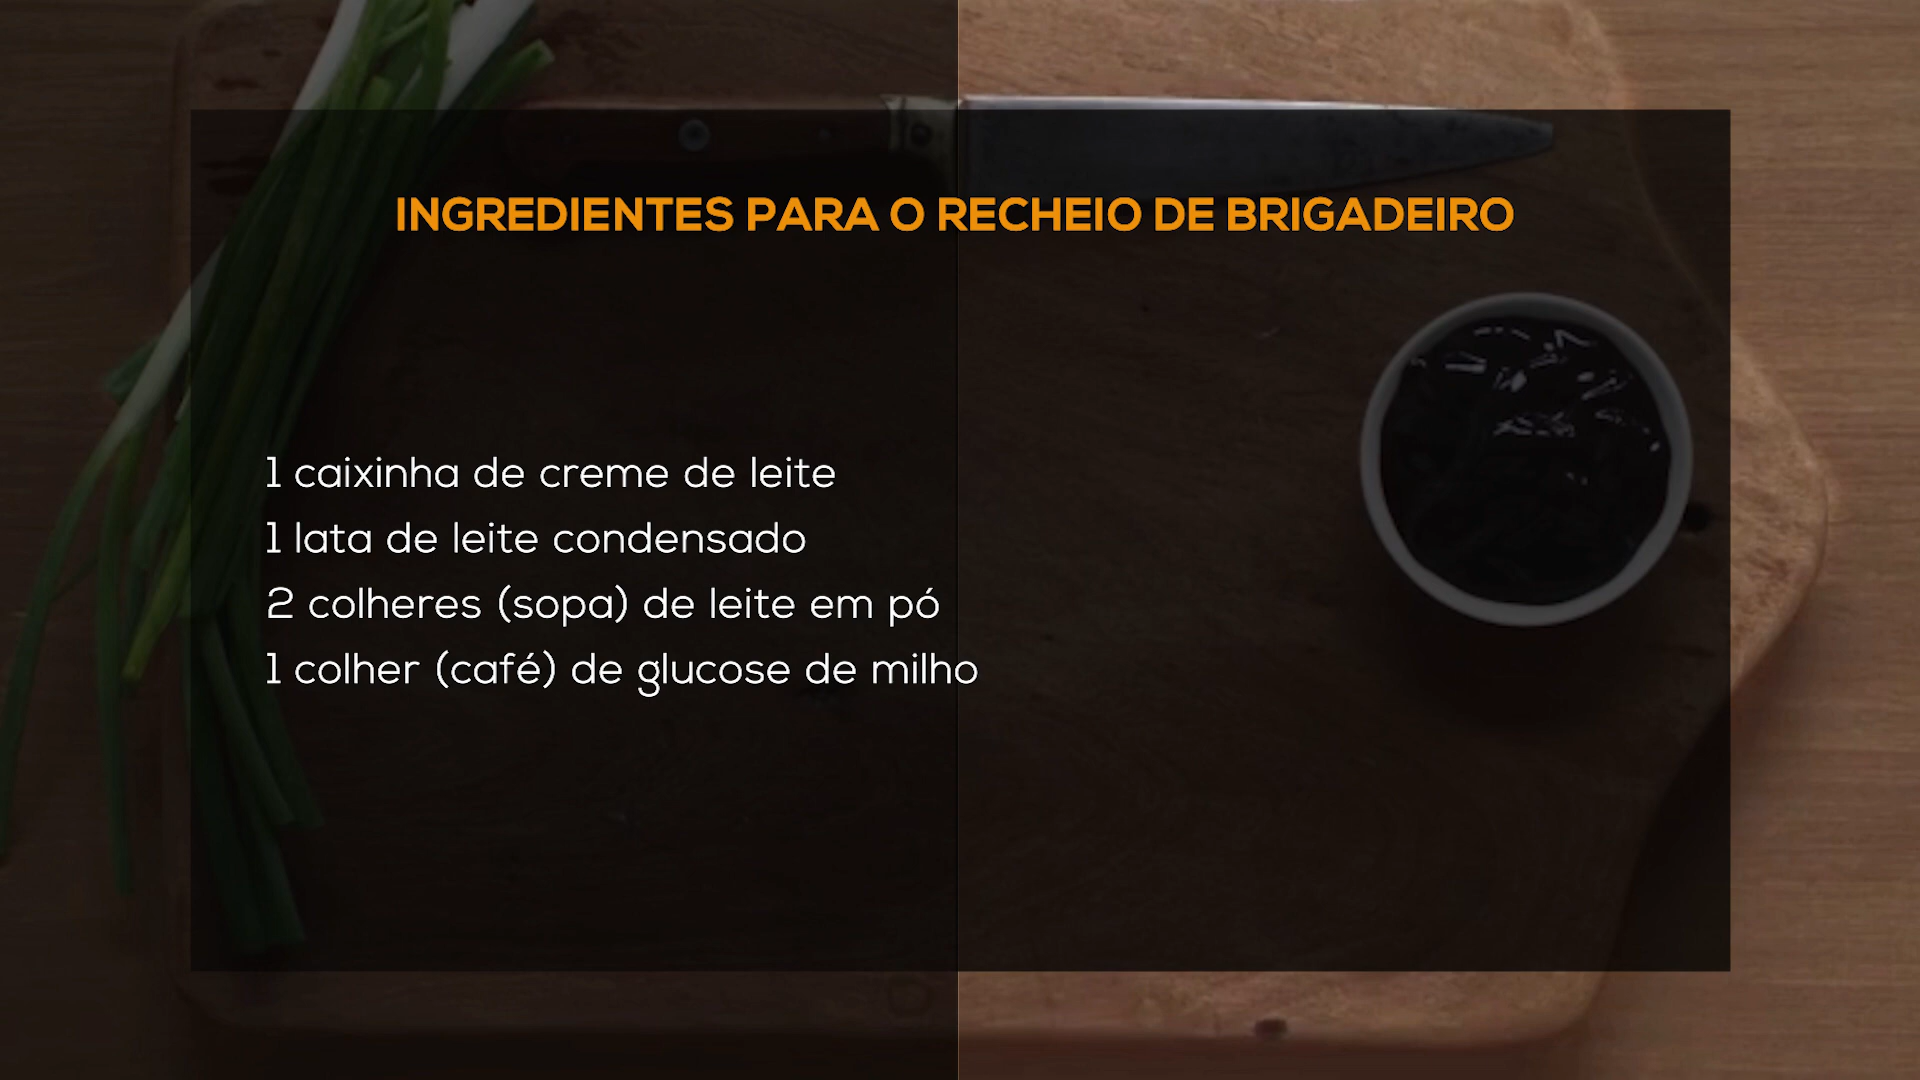 INGREDIENTES PARA O RECHEIO DE BRIGADEIRO
1 caixinha de creme de leite
1 lata de leite condensado
2 colheres (sopa) de leite em pó
1 colher (café) de glucose de milho